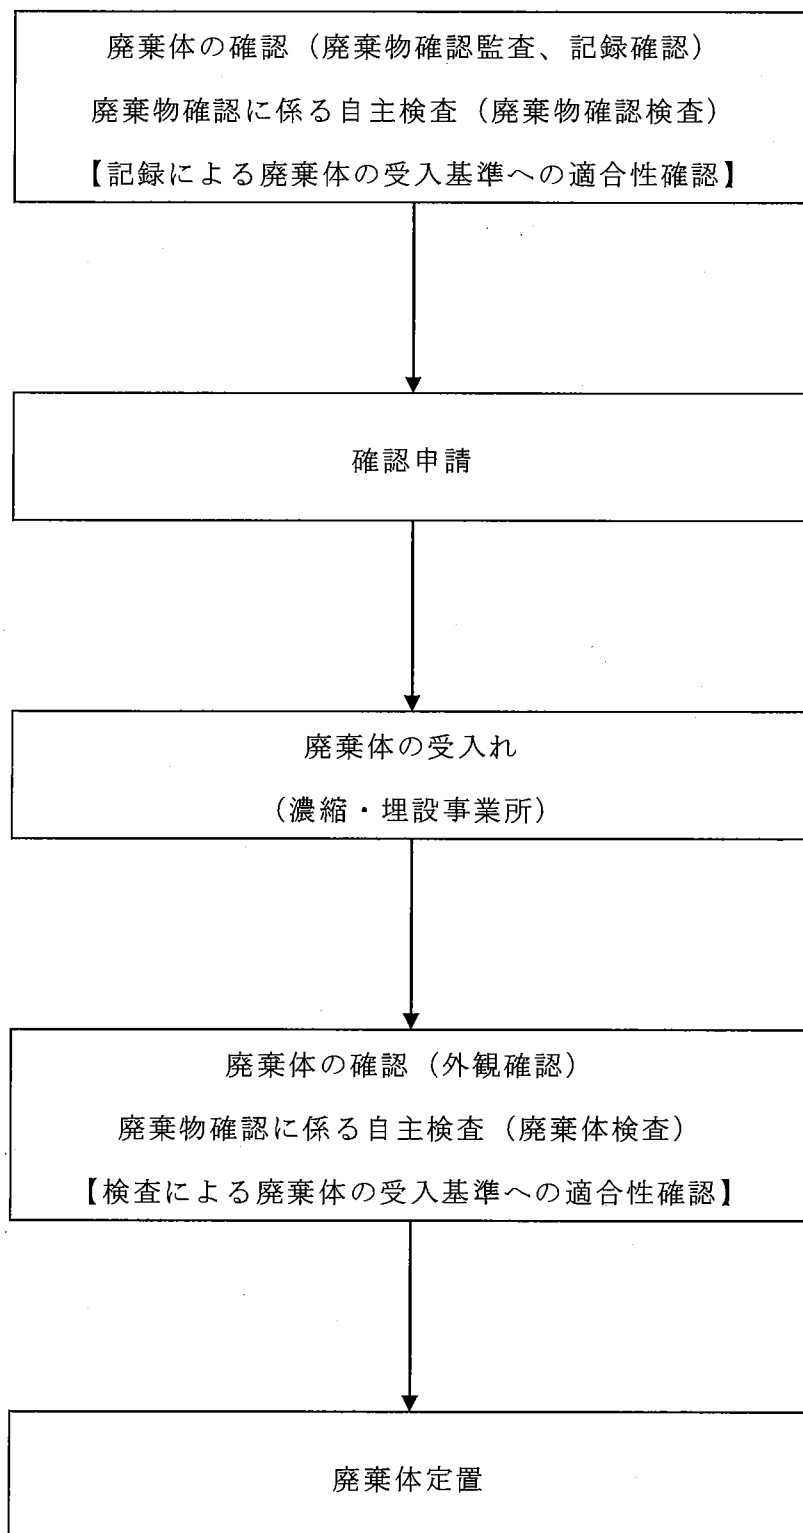 廃棄体の確認（廃棄物確認監査、記録確認）
廃棄物確認に係る自主検査（廃棄物確認検査）
【記録による廃棄体の受入基準への適合性確認】
確認申請
廃棄体の受入れ
（濃縮・埋設事業所）
廃棄体の確認（外観確認）
廃棄物確認に係る自主検査（廃棄体検査）
【検査による廃棄体の受入基準への適合性確認】
廃棄体定置